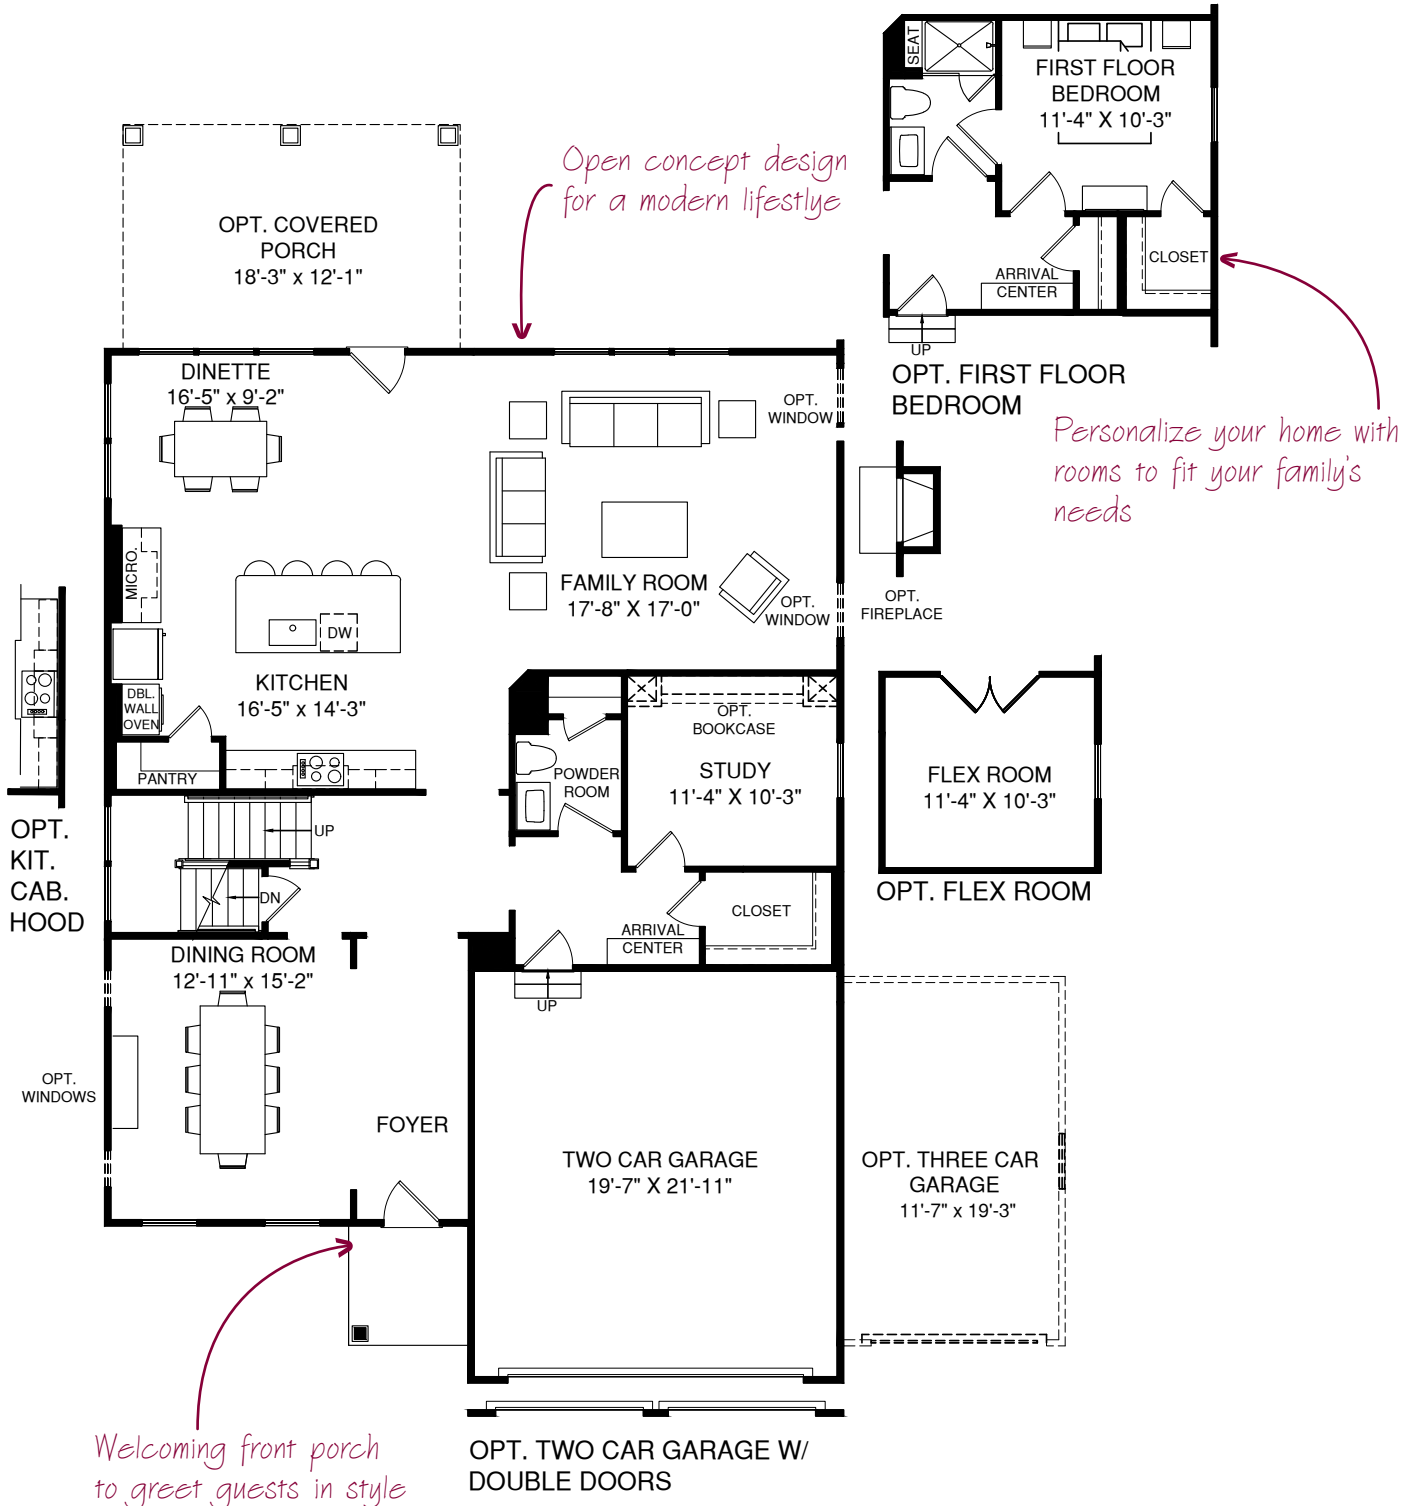 SEAT
FIRST FLOOR
BEDROOM
11'-4" X 10'-3"
CLOSET
ARRIVAL
CENTER
UP
OPT. FIRST FLOOR
BEDROOM
Open concept design
for a modern lifestlye
OPT. COVERED
PORCH
18'-3" x 12'-1"
Personalize your home with
rooms to fit your family's
needs
DINETTE
16'-5" x 9'-2"
OPT.
WINDOW
MICRO.
FAMILY ROOM
17'-8" X 17'-0"
OPT.
WINDOW
OPT.
FIREPLACE
DW
KITCHEN
16'-5" x 14'-3"
DBL.
WALL
OVEN
PANTRY
OPT.
KIT.
CAB.
HOOD
OPT.
BOOKCASE
STUDY
11'-4" X 10'-3"
POWDER
ROOM
FLEX ROOM
11'-4" X 10'-3"
OPT. FLEX ROOM
UP
DN
CLOSET
ARRIVAL
CENTER
UP
DINING ROOM
12'-11" x 15'-2"
OPT.
WINDOWS
FOYER
TWO CAR GARAGE
19'-7" X 21'-11"
OPT. THREE CAR
GARAGE
11'-7" x 19'-3"
Welcoming front porch
to greet guests in style
OPT. TWO CAR GARAGE W/
DOUBLE DOORS